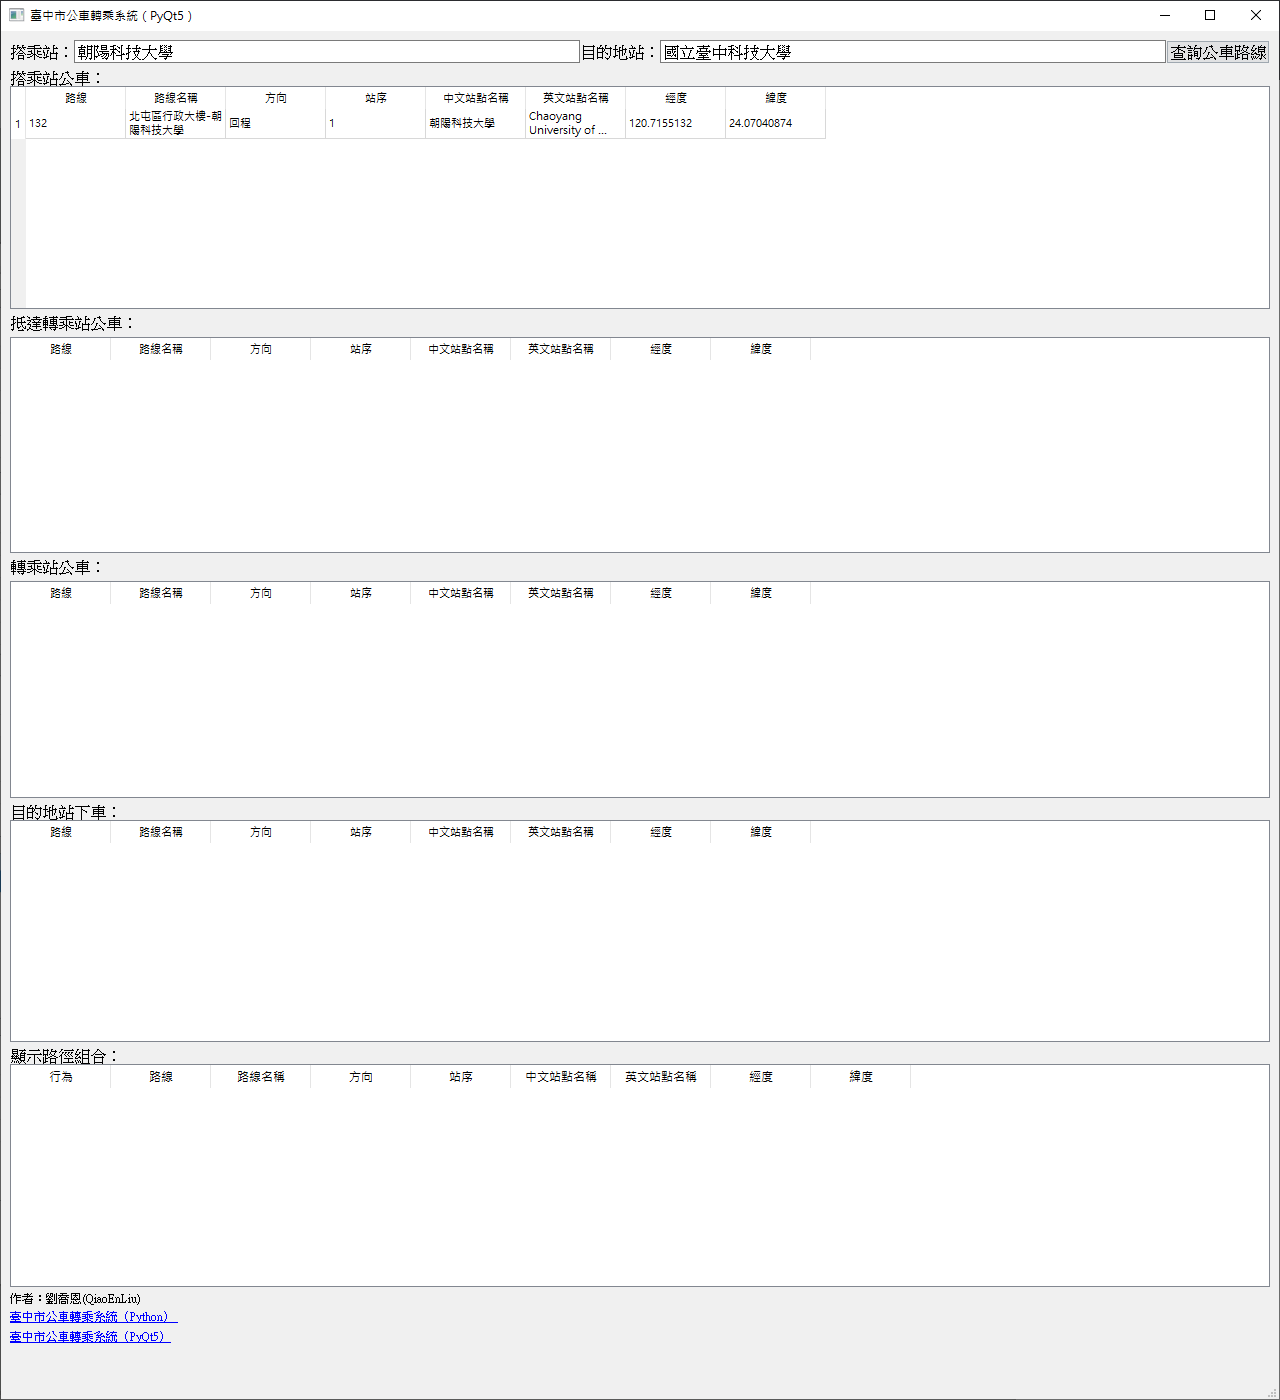 臺中市公車轉乘系統（PyQt5）
搭乘站：朝陽科技大學 目的地站：國立臺中科技大學 查詢公車路線
搭乘站公車：
路線 路線名稱 方向 站序 中文站點名稱 英文站點名稱 經度 緯度
1 132 北屯區行政大樓-朝陽科技大學 回程 1 朝陽科技大學 Chaoyang University of ... 120.7155132 24.07040874
抵達轉乘站公車：
路線 路線名稱 方向 站序 中文站點名稱 英文站點名稱 經度 緯度
轉乘站公車：
路線 路線名稱 方向 站序 中文站點名稱 英文站點名稱 經度 緯度
目的地站下車：
路線 路線名稱 方向 站序 中文站點名稱 英文站點名稱 經度 緯度
顯示路徑組合：
行為 路線 路線名稱 方向 站序 中文站點名稱 英文站點名稱 經度 緯度
作者：劉喬恩(QiaoEnLiu)
臺中市公車轉乘系統（Python）
臺中市公車轉乘系統（PyQt5）